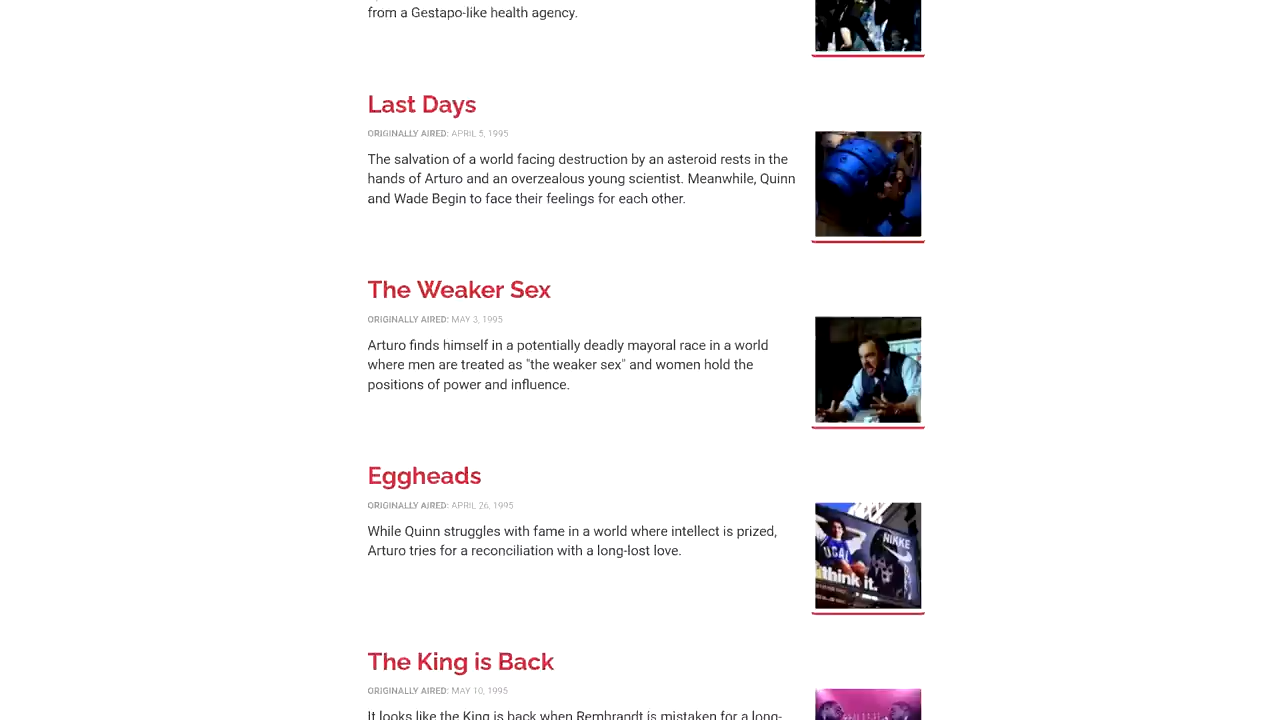 from a Gestapo-like health agency.
Last Days
ORIGINALLY AIRED: APRIL 5, 1995
The salvation of a world facing destruction by an asteroid rests in the
hands of Arturo and an overzealous young scientist. Meanwhile, Quinn
and Wade Begin to face their feelings for each other.
The Weaker Sex
ORIGINALLY AIRED: MAY 3, 1995
Arturo finds himself in a potentially deadly mayoral race in a world
where men are treated as "the weaker sex" and women hold the
positions of power and influence.
Eggheads
ORIGINALLY AIRED: APRIL 26, 1995
While Quinn struggles with fame in a world where intellect is prized,
Arturo tries for a reconciliation with a long-lost love.
UCAL
NIKKE
think it.
The King is Back
ORIGINALLY AIRED: MAY 10, 1995
It looks like the King is back when Rembrandt is mistaken for a long-